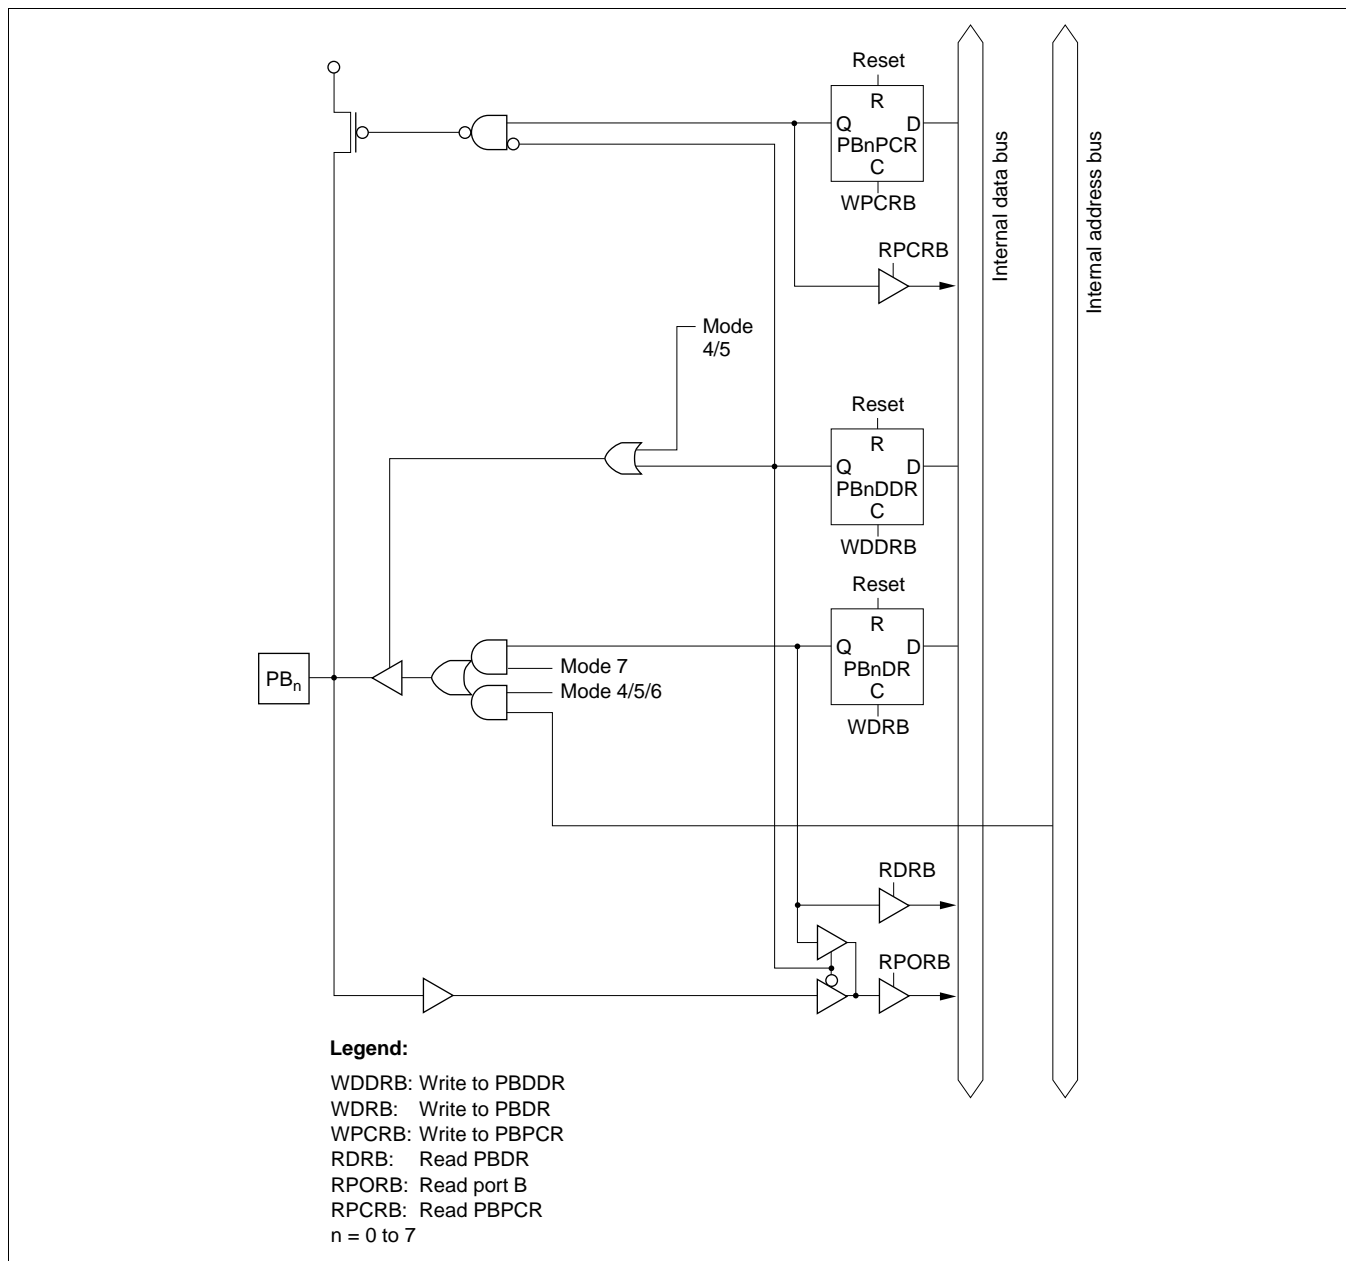 Reset
R
Q D
PBnPCR
C
WPCRB
Internal data bus
Internal address bus
RPCRB
Mode
4/5
Reset
R
Q D
PBnDDR
C
WDDRB
Reset
R
Q D
PBnDR
C
WDRB
PBn
Mode 7
Mode 4/5/6
RDRB
RPORB
Legend:
WDDRB: Write to PBDDR
WDRB: Write to PBDR
WPCRB: Write to PBPCR
RDRB: Read PBDR
RPORB: Read port B
RPCRB: Read PBPCR
n = 0 to 7